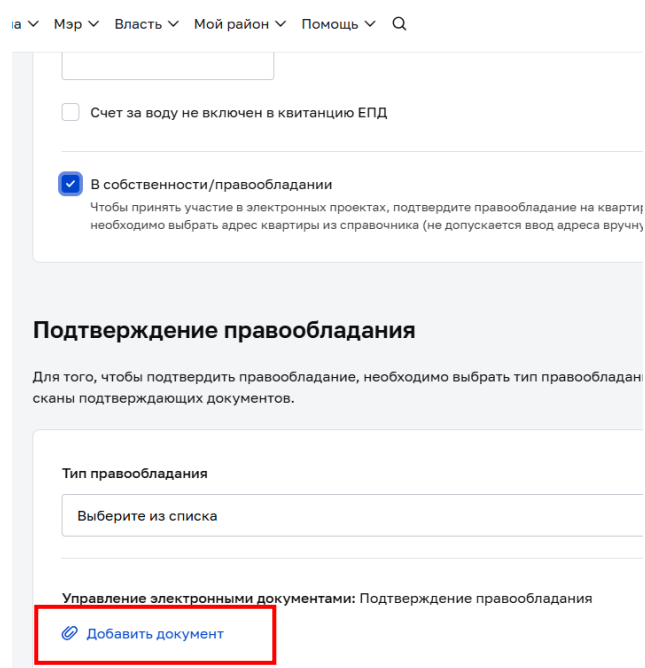 Мэр Власть Мой район Помощь
Счет за воду не включен в квитанцию ЕПД
В собственности/правообладании
Чтобы принять участие в электронных проектах, подтвердите правообладание на
необходимо выбрать адрес квартиры из справочника (не допускается ввод адреса
Подтверждение правообладания
Для того, чтобы подтвердить правообладание, необходимо выбрать тип
сканы подтверждающих документов.
Тип правообладания
Выберите из списка
Управление электронными документами: Подтверждение правообладания
Добавить документ